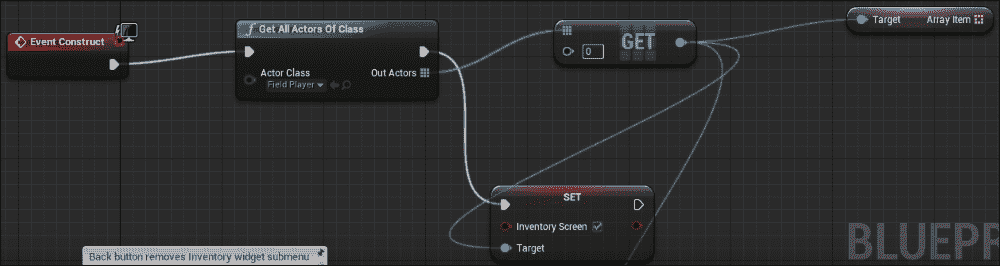 Event Construct
Get All Actors Of Class
Actor Class
Field Player
Out Actors
0
GET
Target
Array Item
SET
Inventory Screen
Target
Back button removes Inventory widget submenu
BLUEPR